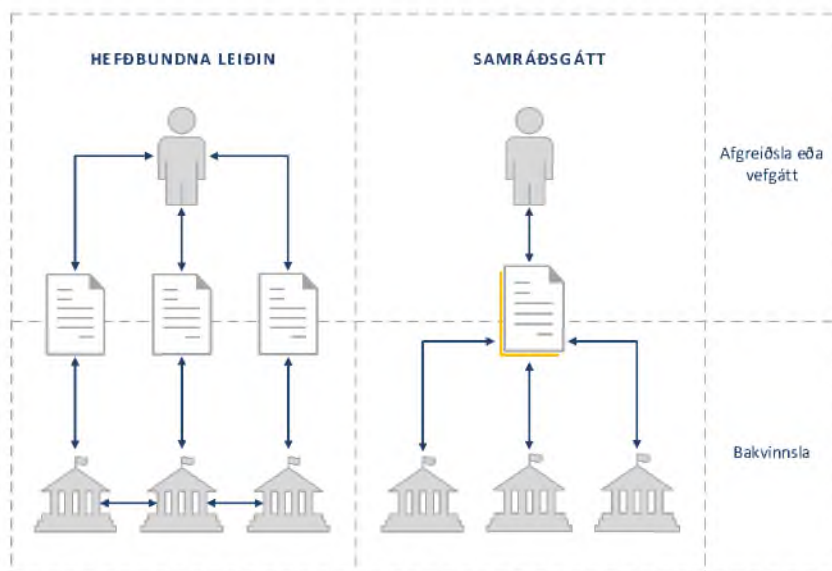 HEFÐBUNDNA LEIÐIN
SAMRÁÐSGÁTT
Afgreiðsla eða
vefgátt
Bakvinnsla